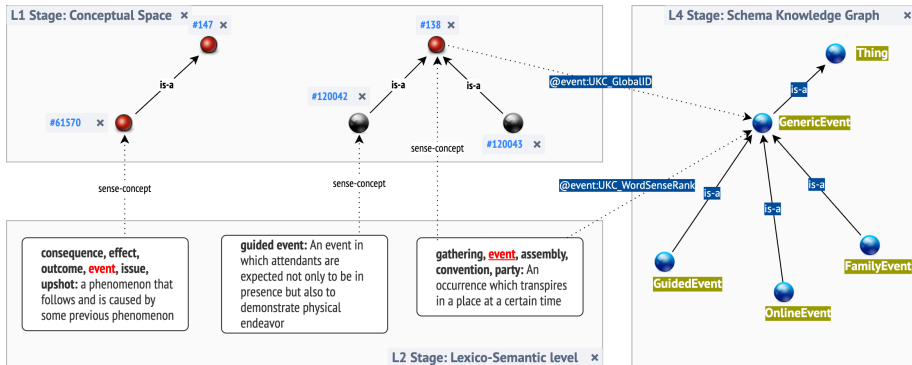 L1 Stage: Conceptual Space ×
#147 ×
#138 ×
is-a
is-a
is-a
#120042 ×
#61570 ×
#120043 ×
sense-concept
sense-concept
sense-concept
consequence, effect,
outcome, event, issue,
upshot: a phenomenon that
follows and is caused by
some previous phenomenon
guided event: An event in
which attendants are
expected not only to be in
presence but also to
demonstrate physical
endeavor
gathering, event, assembly,
convention, party: An
occurrence which transpires
in a place at a certain time
L2 Stage: Lexico-Semantic level ×
@event:UKC_GlobalID
@event:UKC_WordSenseRank
L4 Stage: Schema Knowledge Graph ×
Thing
is-a
GenericEvent
is-a
is-a
is-a
FamilyEvent
GuidedEvent
OnlineEvent